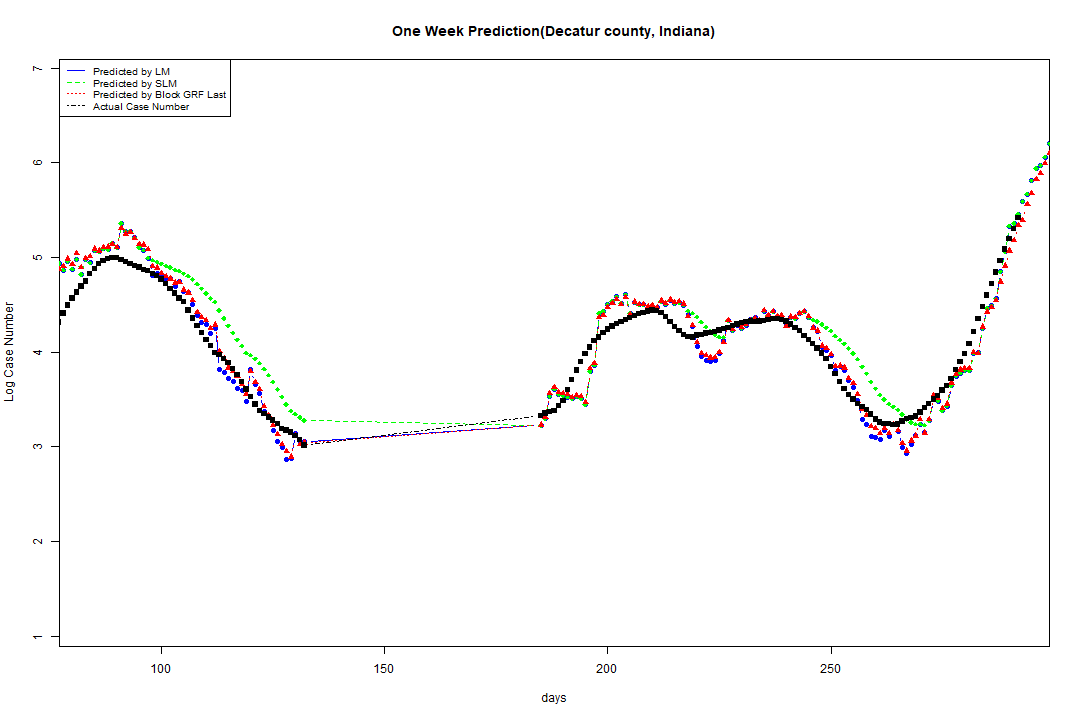 One Week Prediction(Decatur county, Indiana)
Predicted by LM
Predicted by SLM
Predicted by Block GRF Last
Actual Case Number
7
6
5
4
3
2
1
Log Case Number
100 150 200 250
days